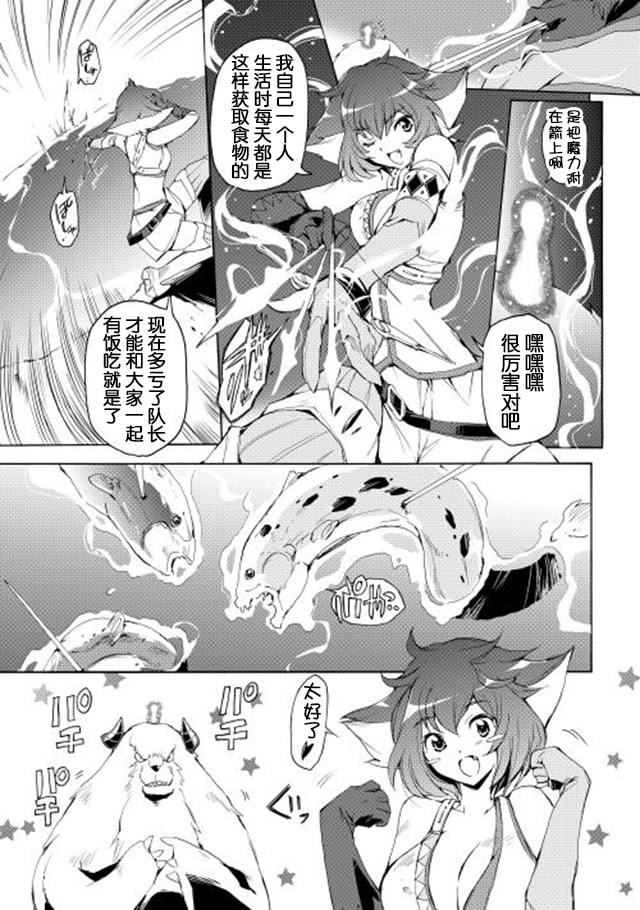 是把魔力附
在箭上啊
嘿嘿嘿
很厉害对吧
我自己一个人
生活时每天都是
这样获取食物的
现在多亏了队长
才能和大家一起
有饭吃就是了
太好了
パチ
パチ
パチ
ぐっ